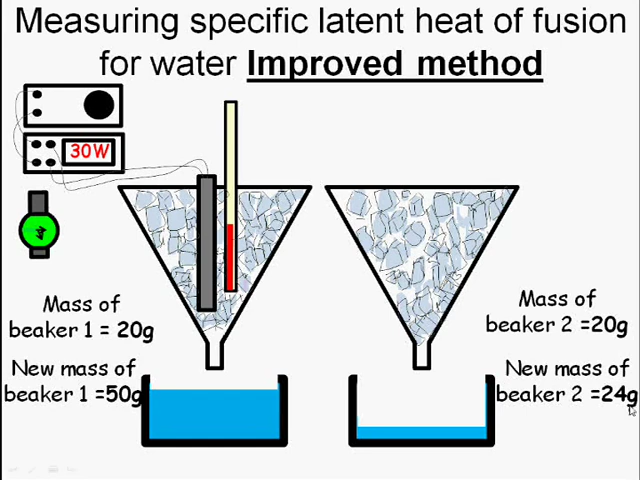 Measuring specific latent heat of fusion
for water Improved method
30W
Mass of
beaker 1 = 20g
New mass of
beaker 1 =50g
Mass of
beaker 2 =20g
New mass of
beaker 2 =24g